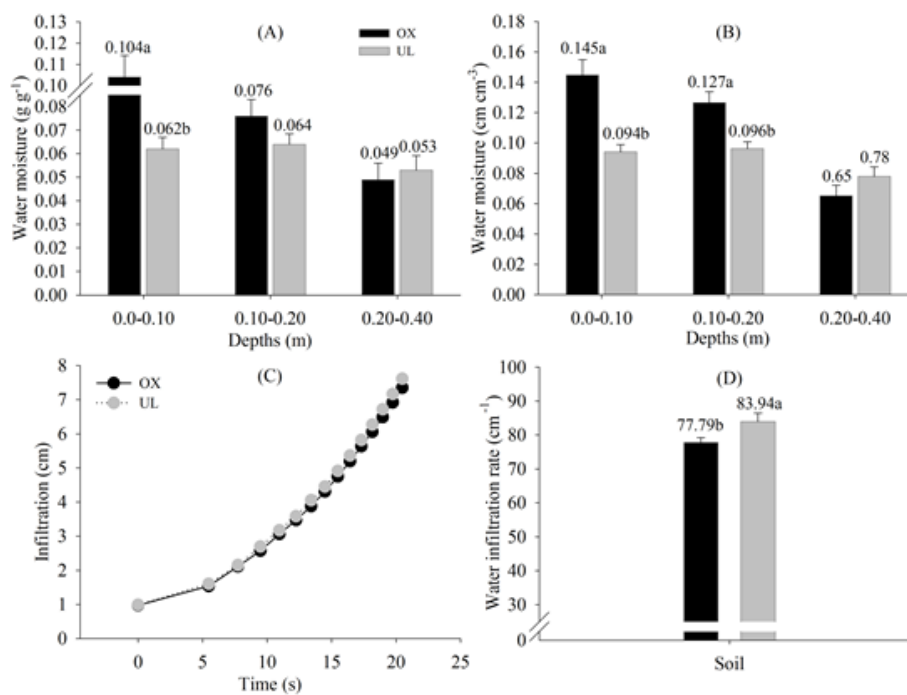 (A)
OX
UL
Water moisture (g g⁻¹)
0.13
0.12
0.11
0.10
0.08
0.07
0.06
0.05
0.04
0.03
0.02
0.01
0.00
0.104a
0.062b
0.076
0.064
0.049
0.053
0.0-0.10
0.10-0.20
0.20-0.40
Depths (m)
(B)
Water moisture (cm cm⁻³)
0.18
0.16
0.14
0.12
0.10
0.08
0.06
0.04
0.02
0.00
0.145a
0.094b
0.127a
0.096b
0.65
0.78
0.0-0.10
0.10-0.20
0.20-0.40
Depths (m)
(C)
OX
UL
Infiltration (cm)
8
7
6
5
4
3
2
1
0
0
5
10
15
20
25
Time (s)
(D)
Water infiltration rate (cm⁻¹)
100
90
80
70
60
50
40
30
0
77.79b
83.94a
Soil